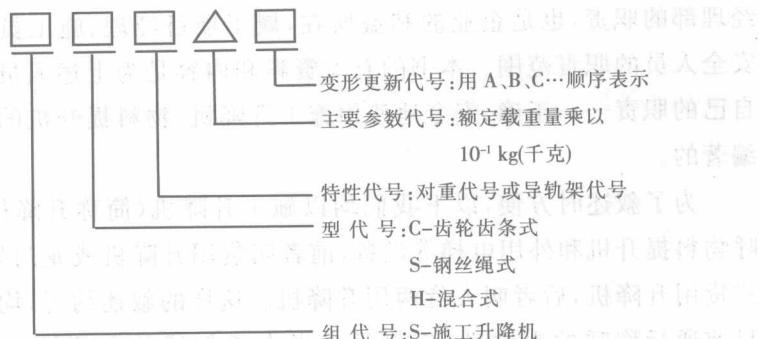 变形更新代号:用 A、B、C…顺序表示
主要参数代号:额定载重量乘以
10⁻¹ kg(千克)
特性代号:对重代号或导轨架代号
型 代 号:C-齿轮齿条式
S-钢丝绳式
H-混合式
组 代 号:S-施工升降机